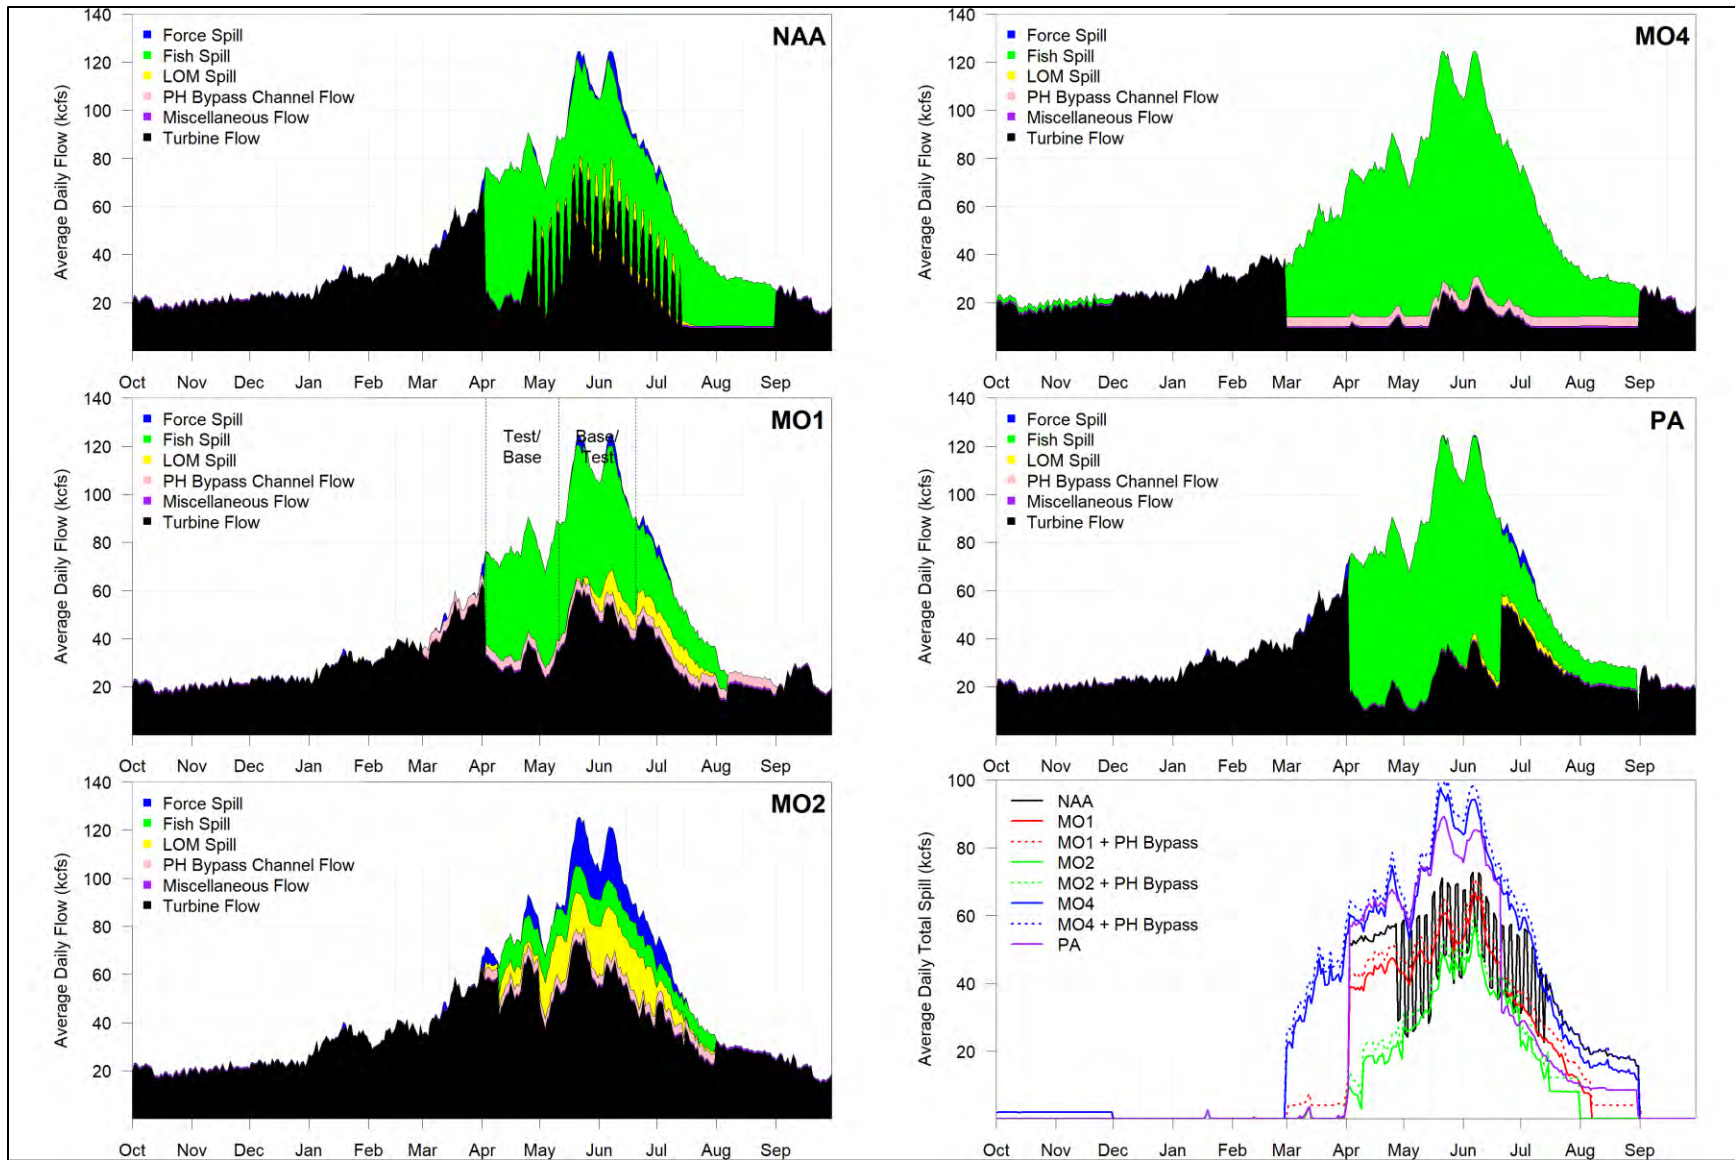 NAA
140
120
100
80
60
40
20
Average Daily Flow (kcfs)
Force Spill
Fish Spill
LOM Spill
PH Bypass Channel Flow
Miscellaneous Flow
Turbine Flow
Oct Nov Dec Jan Feb Mar Apr May Jun Jul Aug Sep
MO4
140
120
100
80
60
40
20
Average Daily Flow (kcfs)
Force Spill
Fish Spill
LOM Spill
PH Bypass Channel Flow
Miscellaneous Flow
Turbine Flow
Oct Nov Dec Jan Feb Mar Apr May Jun Jul Aug Sep
MO1
140
120
100
80
60
40
20
Average Daily Flow (kcfs)
Force Spill
Fish Spill
LOM Spill
PH Bypass Channel Flow
Miscellaneous Flow
Turbine Flow
Test/
Base
Base/
Test
Oct Nov Dec Jan Feb Mar Apr May Jun Jul Aug Sep
PA
140
120
100
80
60
40
20
Average Daily Flow (kcfs)
Force Spill
Fish Spill
LOM Spill
PH Bypass Channel Flow
Miscellaneous Flow
Turbine Flow
Oct Nov Dec Jan Feb Mar Apr May Jun Jul Aug Sep
MO2
140
120
100
80
60
40
20
Average Daily Flow (kcfs)
Force Spill
Fish Spill
LOM Spill
PH Bypass Channel Flow
Miscellaneous Flow
Turbine Flow
Oct Nov Dec Jan Feb Mar Apr May Jun Jul Aug Sep
100
80
60
40
20
Average Daily Total Spill (kcfs)
NAA
MO1
MO1 + PH Bypass
MO2
MO2 + PH Bypass
MO4
MO4 + PH Bypass
PA
Oct Nov Dec Jan Feb Mar Apr May Jun Jul Aug Sep